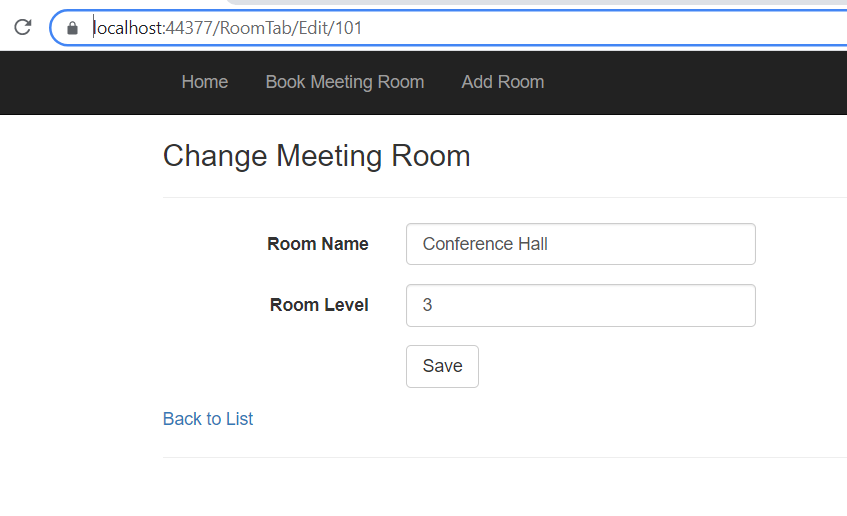 localhost:44377/RoomTab/Edit/101
Home Book Meeting Room Add Room
Change Meeting Room
Room Name Conference Hall
Room Level 3
Save
Back to List